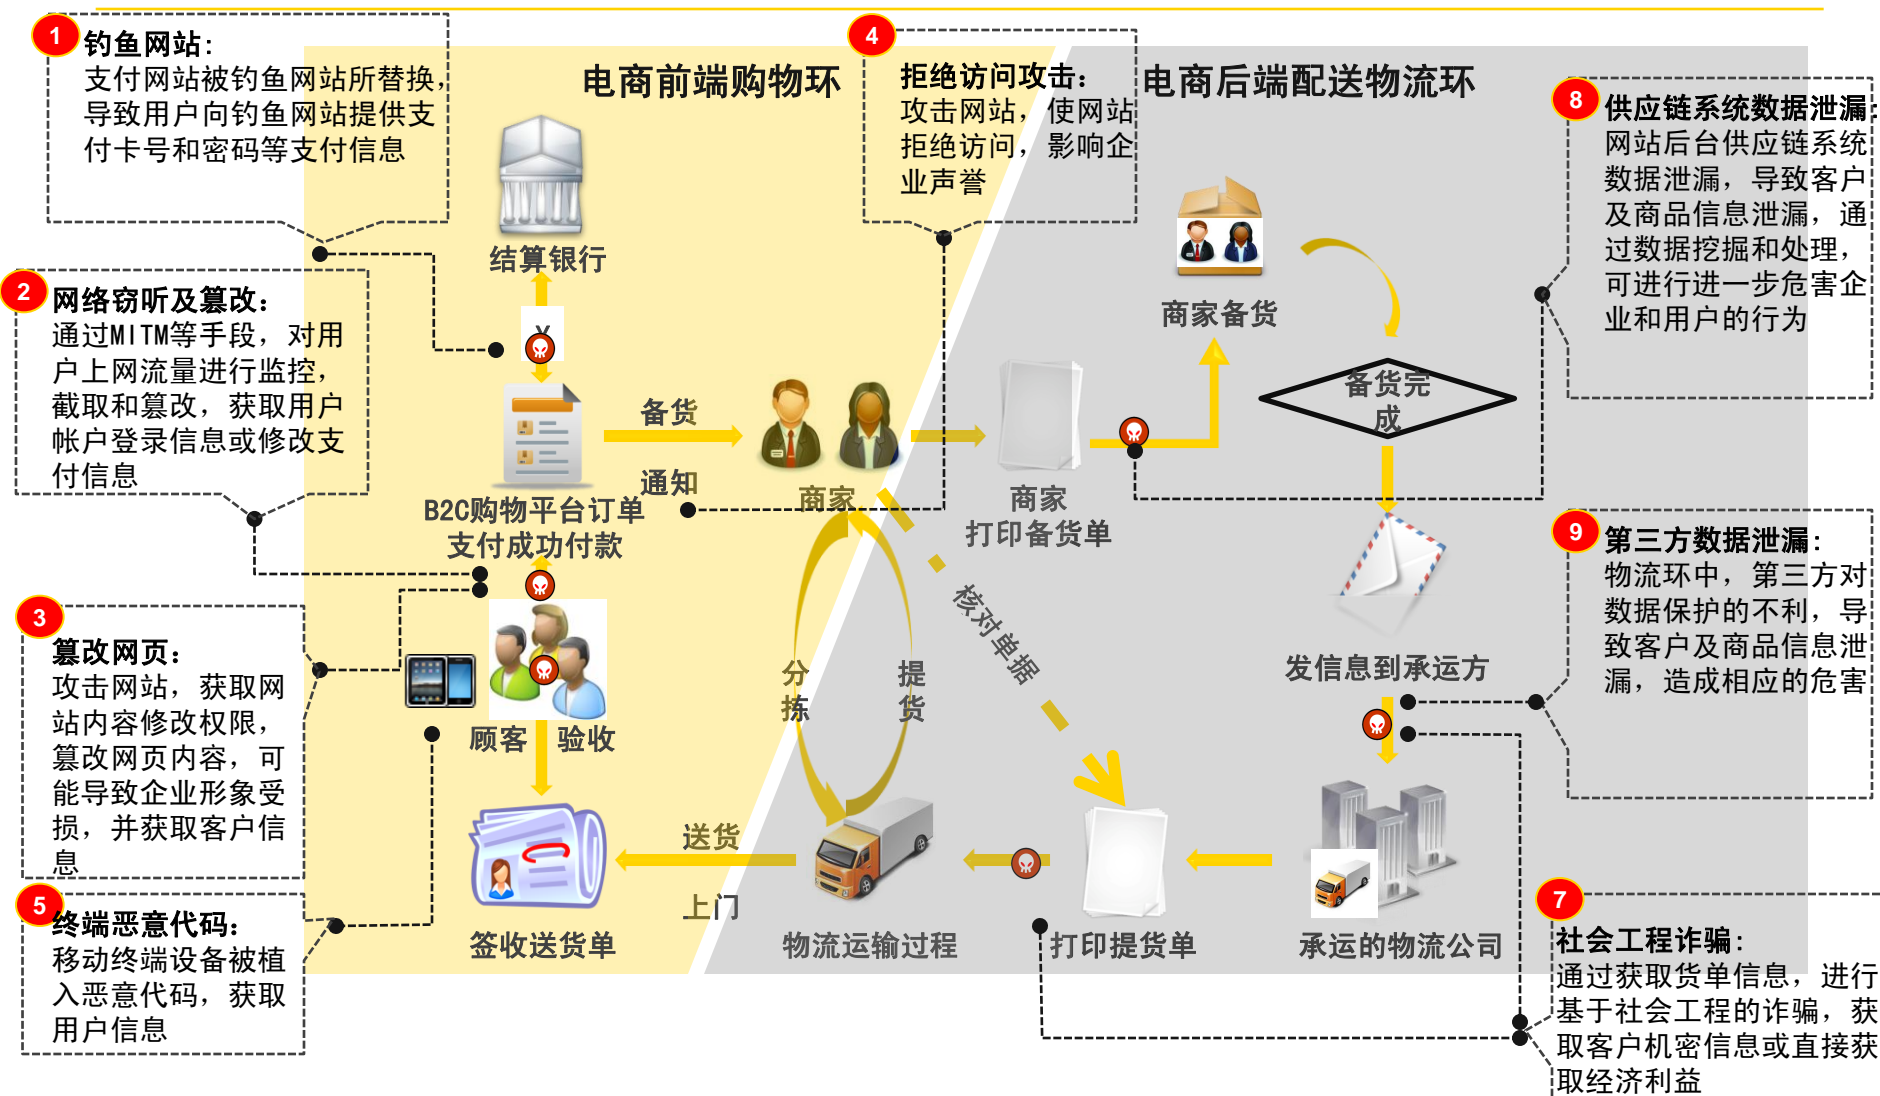 1
钓鱼网站:
支付网站被钓鱼网站所替换,
导致用户向钓鱼网站提供支
付卡号和密码等支付信息
电商前端购物环
4
拒绝访问攻击:
攻击网站，使网站
拒绝访问，影响企
业声誉
电商后端配送物流环
8
供应链系统数据泄漏:
网站后台供应链系统
数据泄漏，导致客户
及商品信息泄漏，通
过数据挖掘和处理，
可进行进一步危害企
业和用户的行为
结算银行
2
网络窃听及篡改:
通过MITM等手段，对用
户上网流量进行监控，
截取和篡改，获取用户
帐户登录信息或修改支
付信息
备货
通知
B2C购物平台订单
支付成功付款
商家
商家
打印备货单
商家备货
备货完
成
9
第三方数据泄漏:
物流环中，第三方对
数据保护的不利，导
致客户及商品信息泄
漏，造成相应的危害
3
篡改网页:
攻击网站，获取网
站内容修改权限，
篡改网页内容，可
能导致企业形象受
损，并获取客户信
息
顾客
验收
分
拣
提
货
核对单据
发信息到承运方
5
终端恶意代码:
移动终端设备被植
入恶意代码，获取
用户信息
签收送货单
送货
上门
物流运输过程
打印提货单
承运的物流公司
7
社会工程诈骗:
通过获取货单信息，进行
基于社会工程的诈骗，获
取客户机密信息或直接获
取经济利益